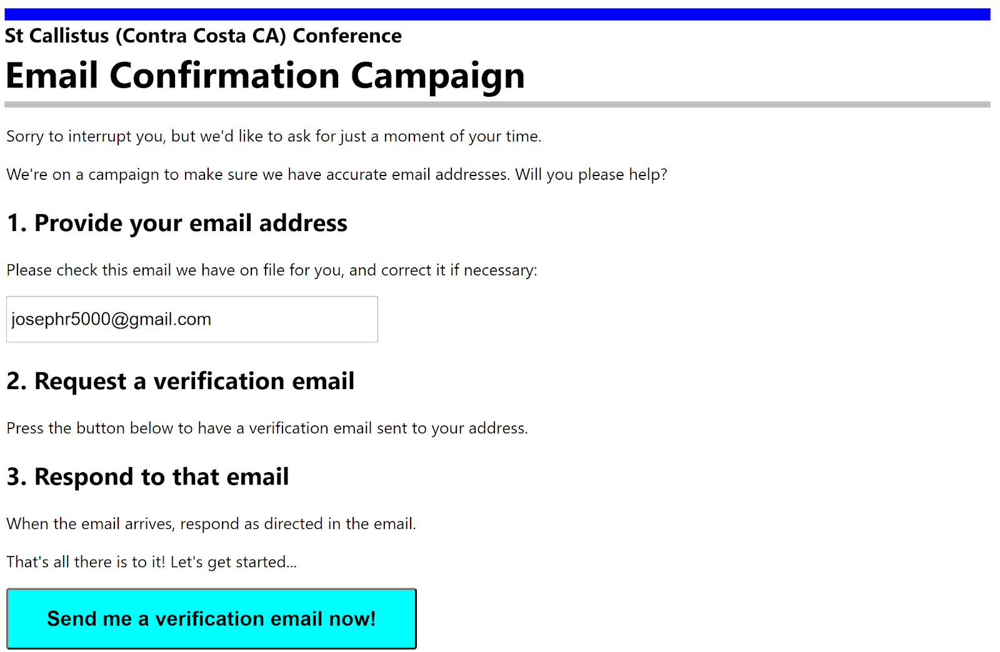 St Callistus (Contra Costa CA) Conference
Email Confirmation Campaign
Sorry to interrupt you, but we'd like to ask for just a moment of your time.
We're on a campaign to make sure we have accurate email addresses. Will you please help?
1. Provide your email address
Please check this email we have on file for you, and correct it if necessary:
josephr5000@gmail.com
2. Request a verification email
Press the button below to have a verification email sent to your address.
3. Respond to that email
When the email arrives, respond as directed in the email.
That's all there is to it! Let's get started...
Send me a verification email now!